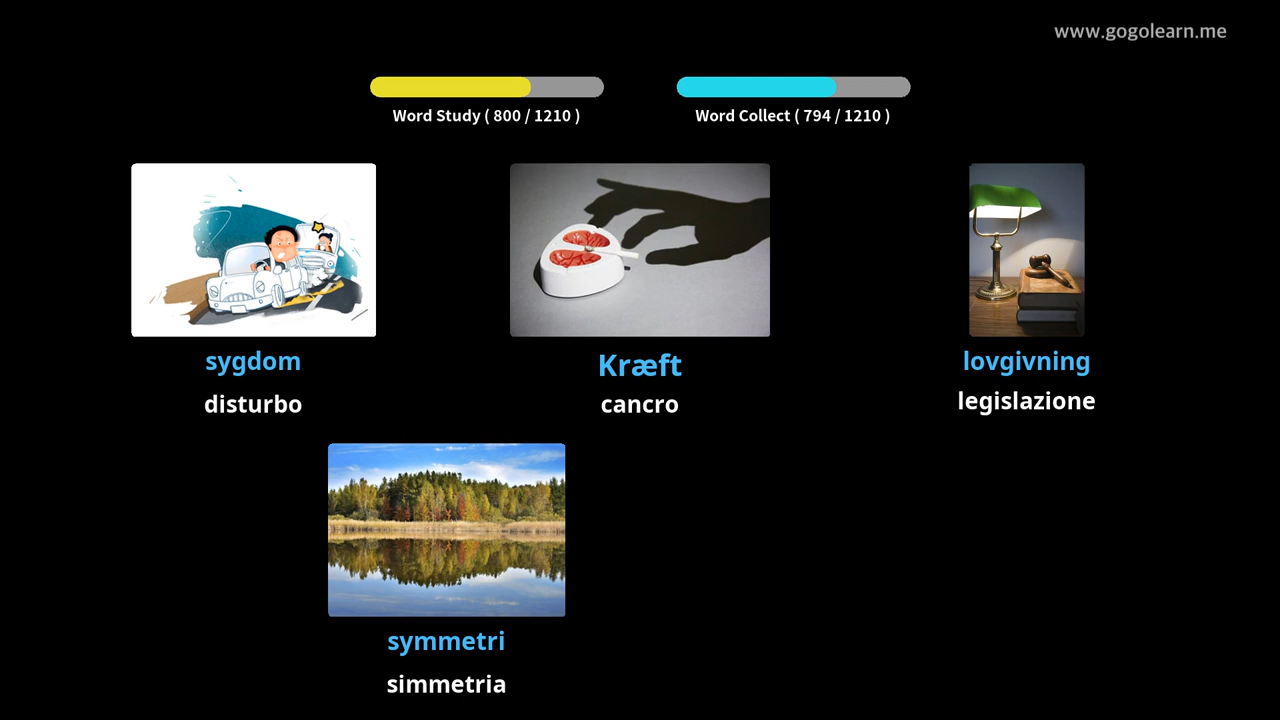 www.gogolearn.me
Word Study ( 800 / 1210 )
Word Collect ( 794 / 1210 )
sygdom
disturbo
Kræft
cancro
lovgivning
legislazione
symmetri
simmetria